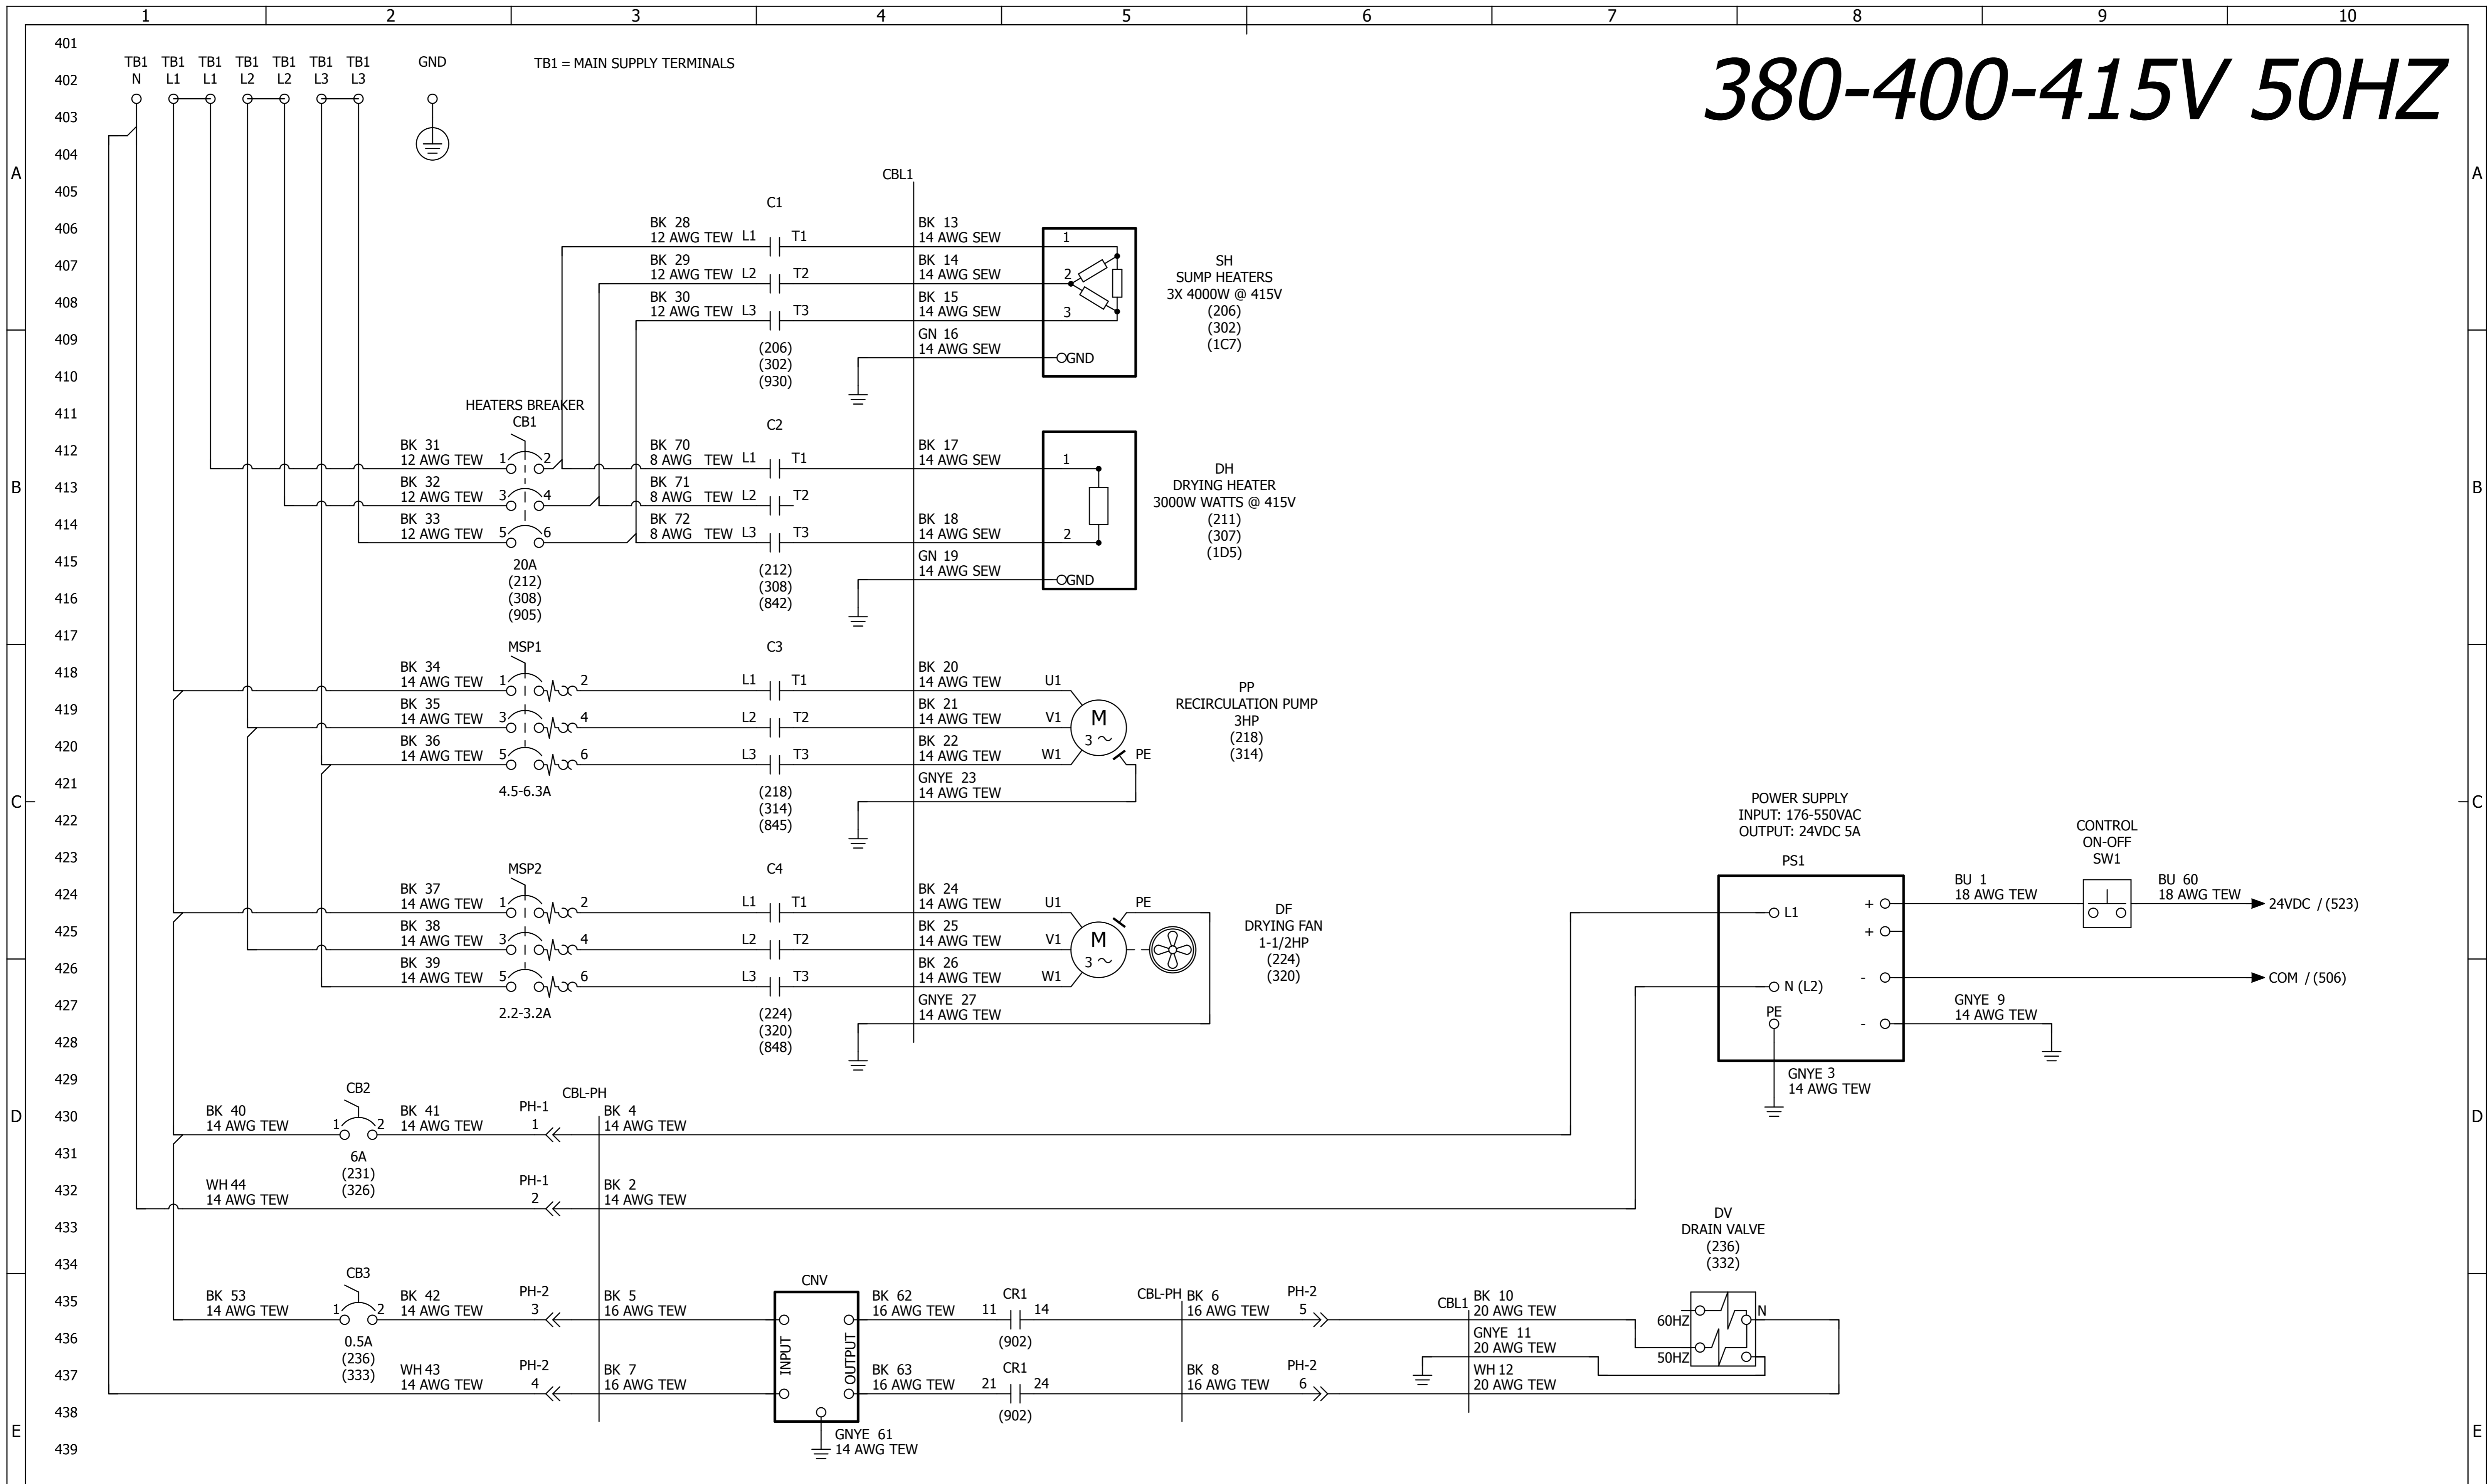 1 2 3 4 5 6 7 8 9 10
380-400-415V 50HZ
401
402
403
404
405
406
407
408
409
410
411
412
413
414
415
416
417
418
419
420
421
422
423
424
425
426
427
428
429
430
431
432
433
434
435
436
437
438
439
A
B
C
D
E
A
B
C
D
E
TB1 TB1 TB1 TB1 TB1 TB1 TB1 GND
N L1 L1 L2 L2 L3 L3
TB1 = MAIN SUPPLY TERMINALS
CBL1
C1
BK 28
12 AWG TEW L1 T1
BK 13
14 AWG SEW
1
BK 29
12 AWG TEW L2 T2
BK 14
14 AWG SEW
2
BK 30
12 AWG TEW L3 T3
BK 15
14 AWG SEW
3
GN 16
14 AWG SEW
GND
(206)
(302)
(930)
SH
SUMP HEATERS
3X 4000W @ 415V
(206)
(302)
(1C7)
HEATERS BREAKER
CB1
C2
BK 31
12 AWG TEW 1 2
BK 70
8 AWG TEW L1 T1
BK 17
14 AWG SEW
1
BK 32
12 AWG TEW 3 4
BK 71
8 AWG TEW L2 T2
BK 33
12 AWG TEW 5 6
BK 72
8 AWG TEW L3 T3
BK 18
14 AWG SEW
2
GN 19
14 AWG SEW
GND
20A
(212)
(308)
(905)
(212)
(308)
(842)
DH
DRYING HEATER
3000W WATTS @ 415V
(211)
(307)
(1D5)
MSP1
C3
BK 34
14 AWG TEW 1 2
L1 T1
BK 20
14 AWG TEW U1
BK 35
14 AWG TEW 3 4
L2 T2
BK 21
14 AWG TEW V1
BK 36
14 AWG TEW 5 6
L3 T3
BK 22
14 AWG TEW W1
M
3 ~
PE
GNYE 23
14 AWG TEW
4.5-6.3A
(218)
(314)
(845)
PP
RECIRCULATION PUMP
3HP
(218)
(314)
MSP2
C4
BK 37
14 AWG TEW 1 2
L1 T1
BK 24
14 AWG TEW U1
PE
BK 38
14 AWG TEW 3 4
L2 T2
BK 25
14 AWG TEW V1
BK 39
14 AWG TEW 5 6
L3 T3
BK 26
14 AWG TEW W1
M
3 ~
GNYE 27
14 AWG TEW
2.2-3.2A
(224)
(320)
(848)
DF
DRYING FAN
1-1/2HP
(224)
(320)
POWER SUPPLY
INPUT: 176-550VAC
OUTPUT: 24VDC 5A
PS1
L1
N (L2)
PE
+
+
-
-
GNYE 3
14 AWG TEW
BU 1
18 AWG TEW
CONTROL
ON-OFF
SW1
BU 60
18 AWG TEW
24VDC / (523)
COM / (506)
GNYE 9
14 AWG TEW
CB2
CBL-PH
BK 40
14 AWG TEW
1 2
BK 41
14 AWG TEW
PH-1
1
BK 4
14 AWG TEW
6A
(231)
(326)
WH 44
14 AWG TEW
PH-1
2
BK 2
14 AWG TEW
CB3
BK 53
14 AWG TEW
1 2
BK 42
14 AWG TEW
PH-2
3
BK 5
16 AWG TEW
0.5A
(236)
(333)
WH 43
14 AWG TEW
PH-2
4
BK 7
16 AWG TEW
CNV
INPUT
OUTPUT
GNYE 61
14 AWG TEW
BK 62
16 AWG TEW
CR1
11 14
(902)
BK 63
16 AWG TEW
CR1
21 24
(902)
CBL-PH
BK 6
16 AWG TEW
PH-2
5
BK 8
16 AWG TEW
PH-2
6
CBL1
BK 10
20 AWG TEW
GNYE 11
20 AWG TEW
WH 12
20 AWG TEW
DV
DRAIN VALVE
(236)
(332)
60HZ
50HZ
N